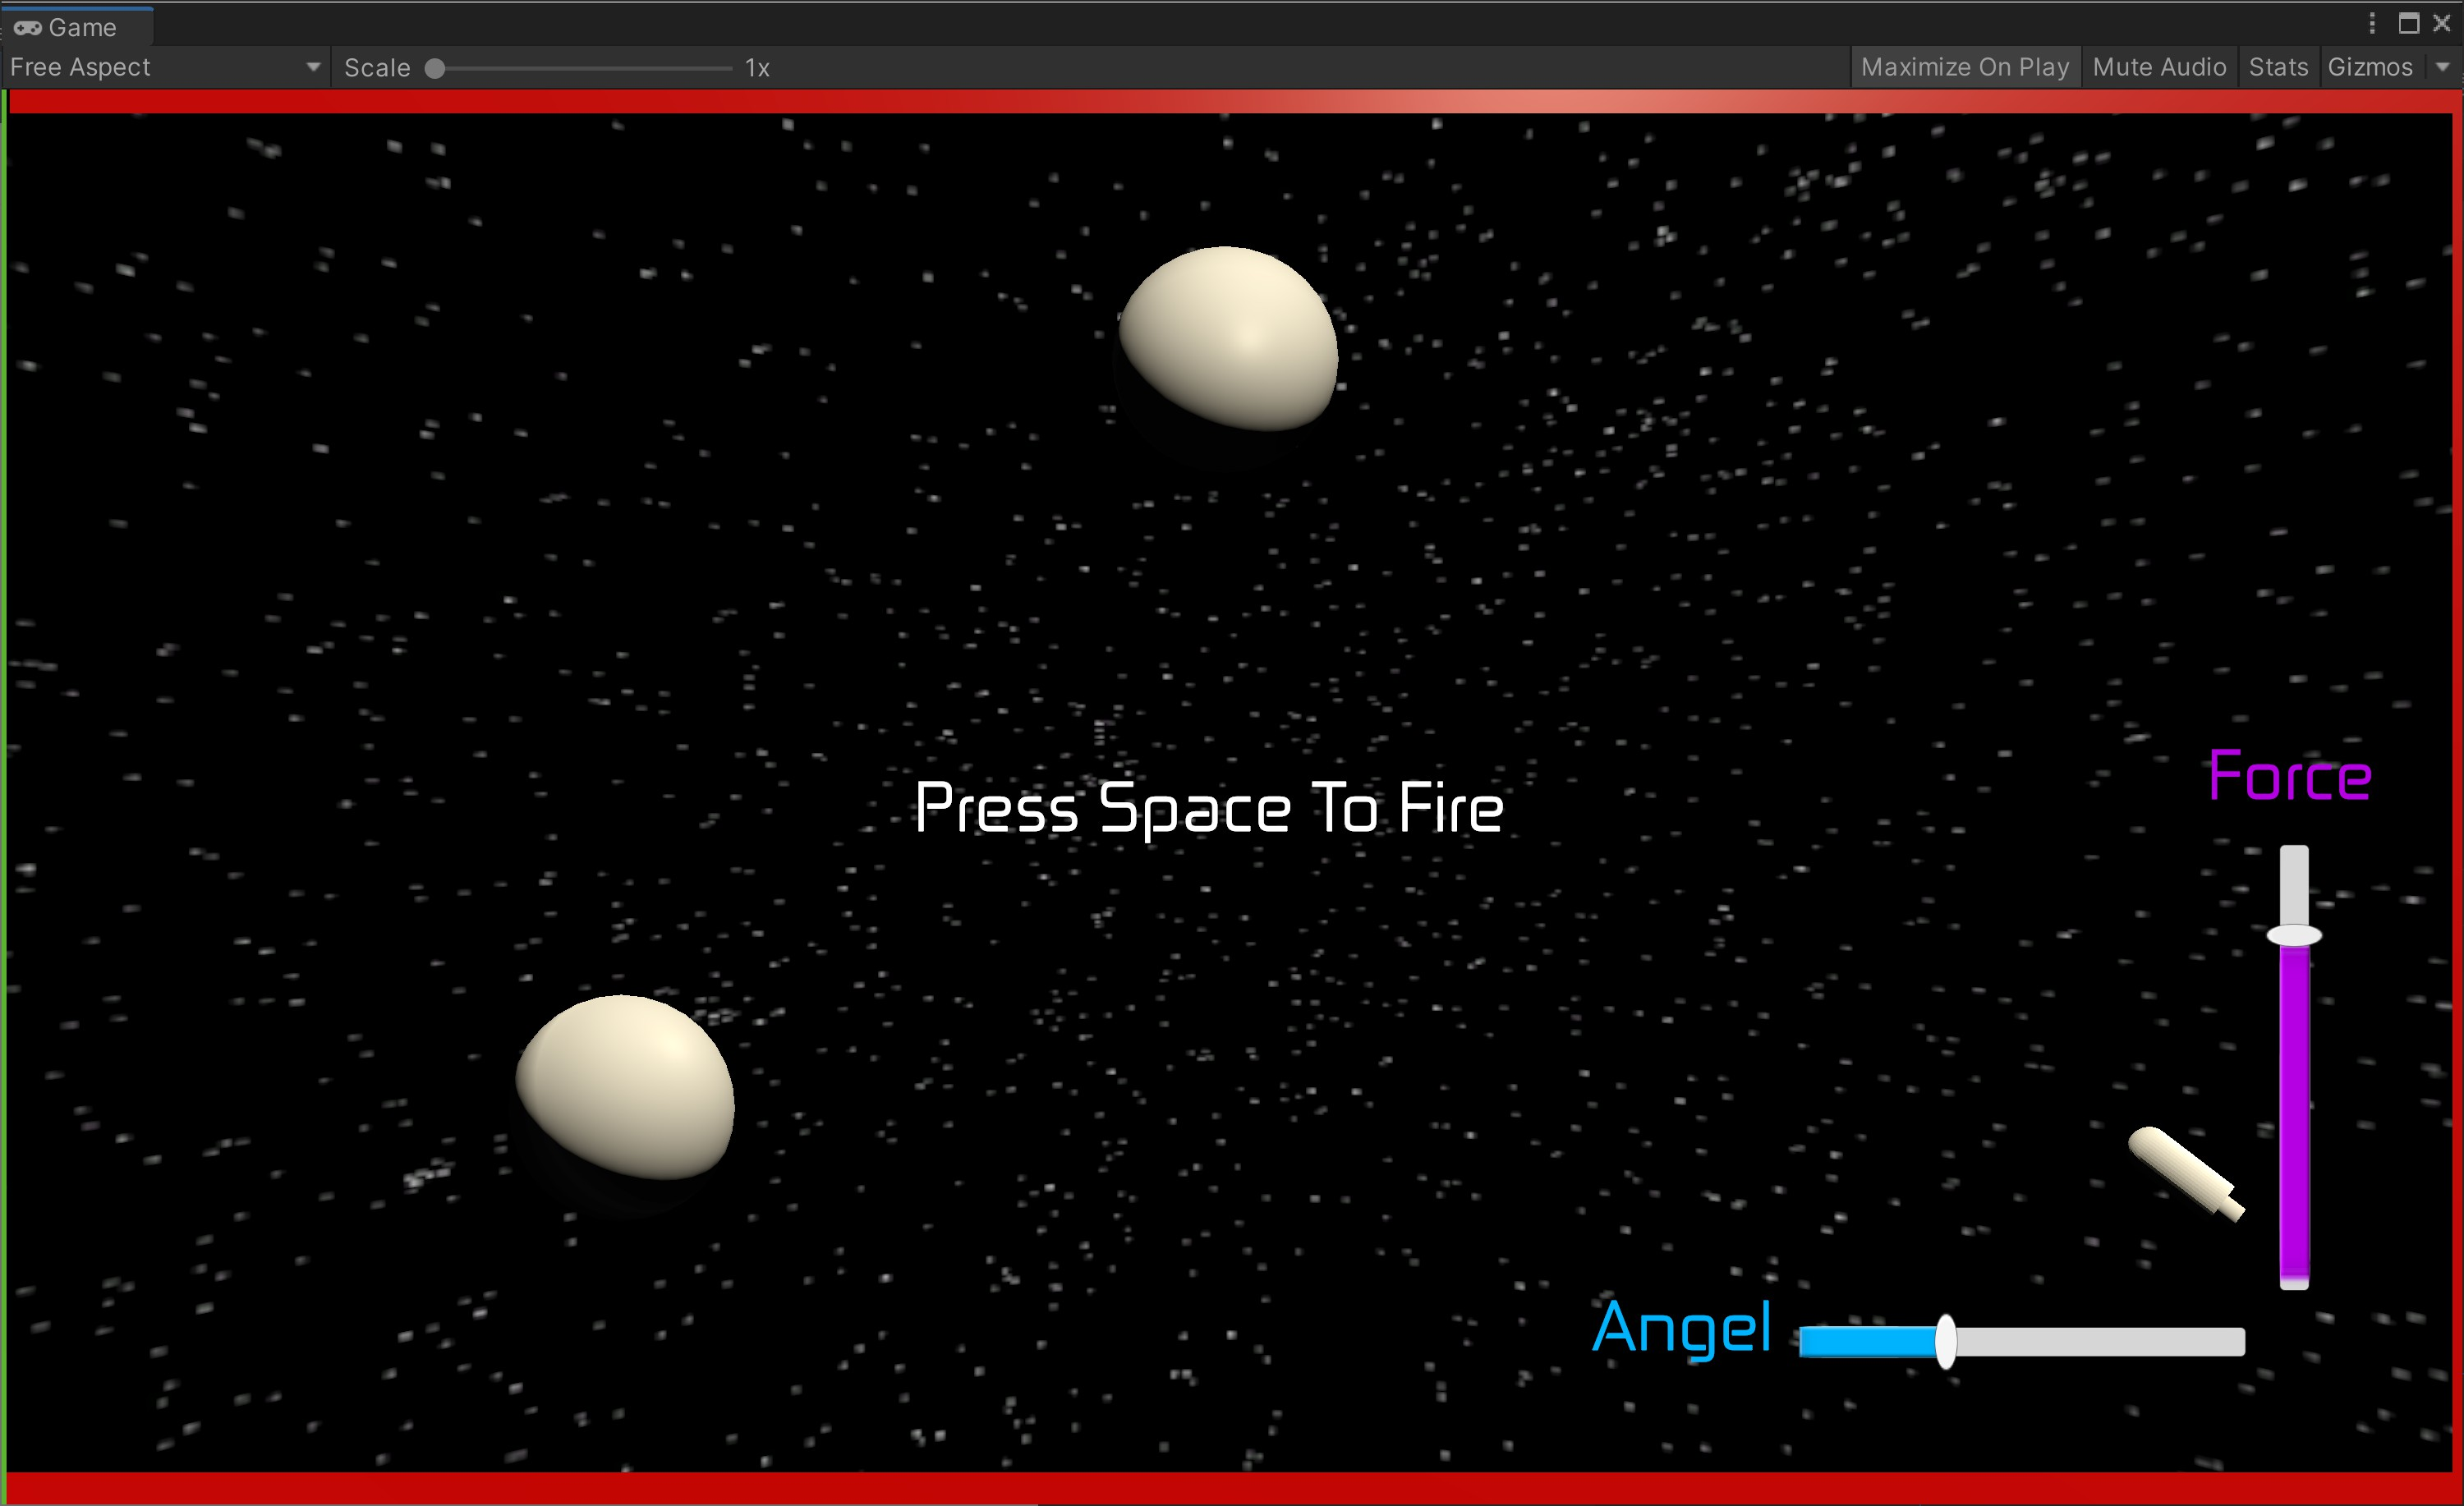 Game
Free Aspect Scale 1x Maximize On Play Mute Audio Stats Gizmos
Press Space To Fire
Force
Angel